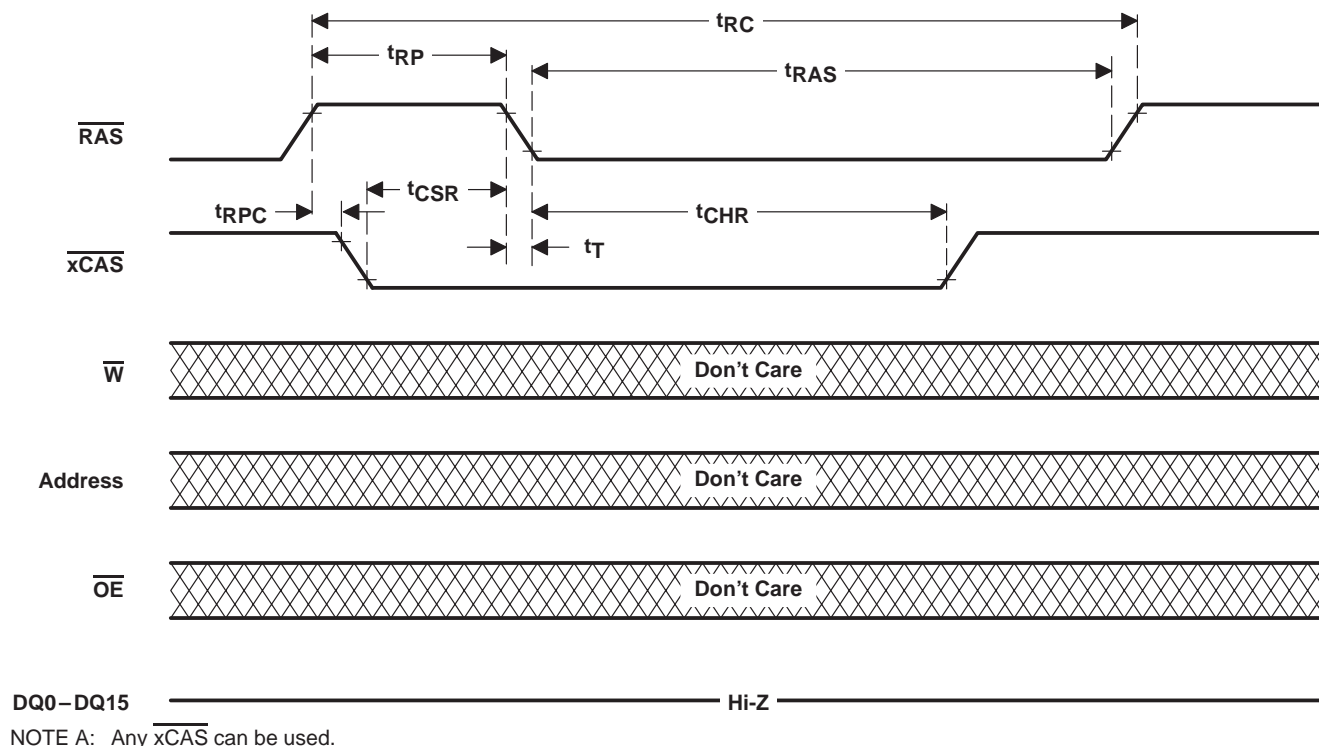 tRC
tRP
tRAS
RAS
tCSR
tRPC
tCHR
xCAS
tT
W
Don't Care
Address
Don't Care
OE
Don't Care
DQ0–DQ15
Hi-Z
NOTE A: Any xCAS can be used.